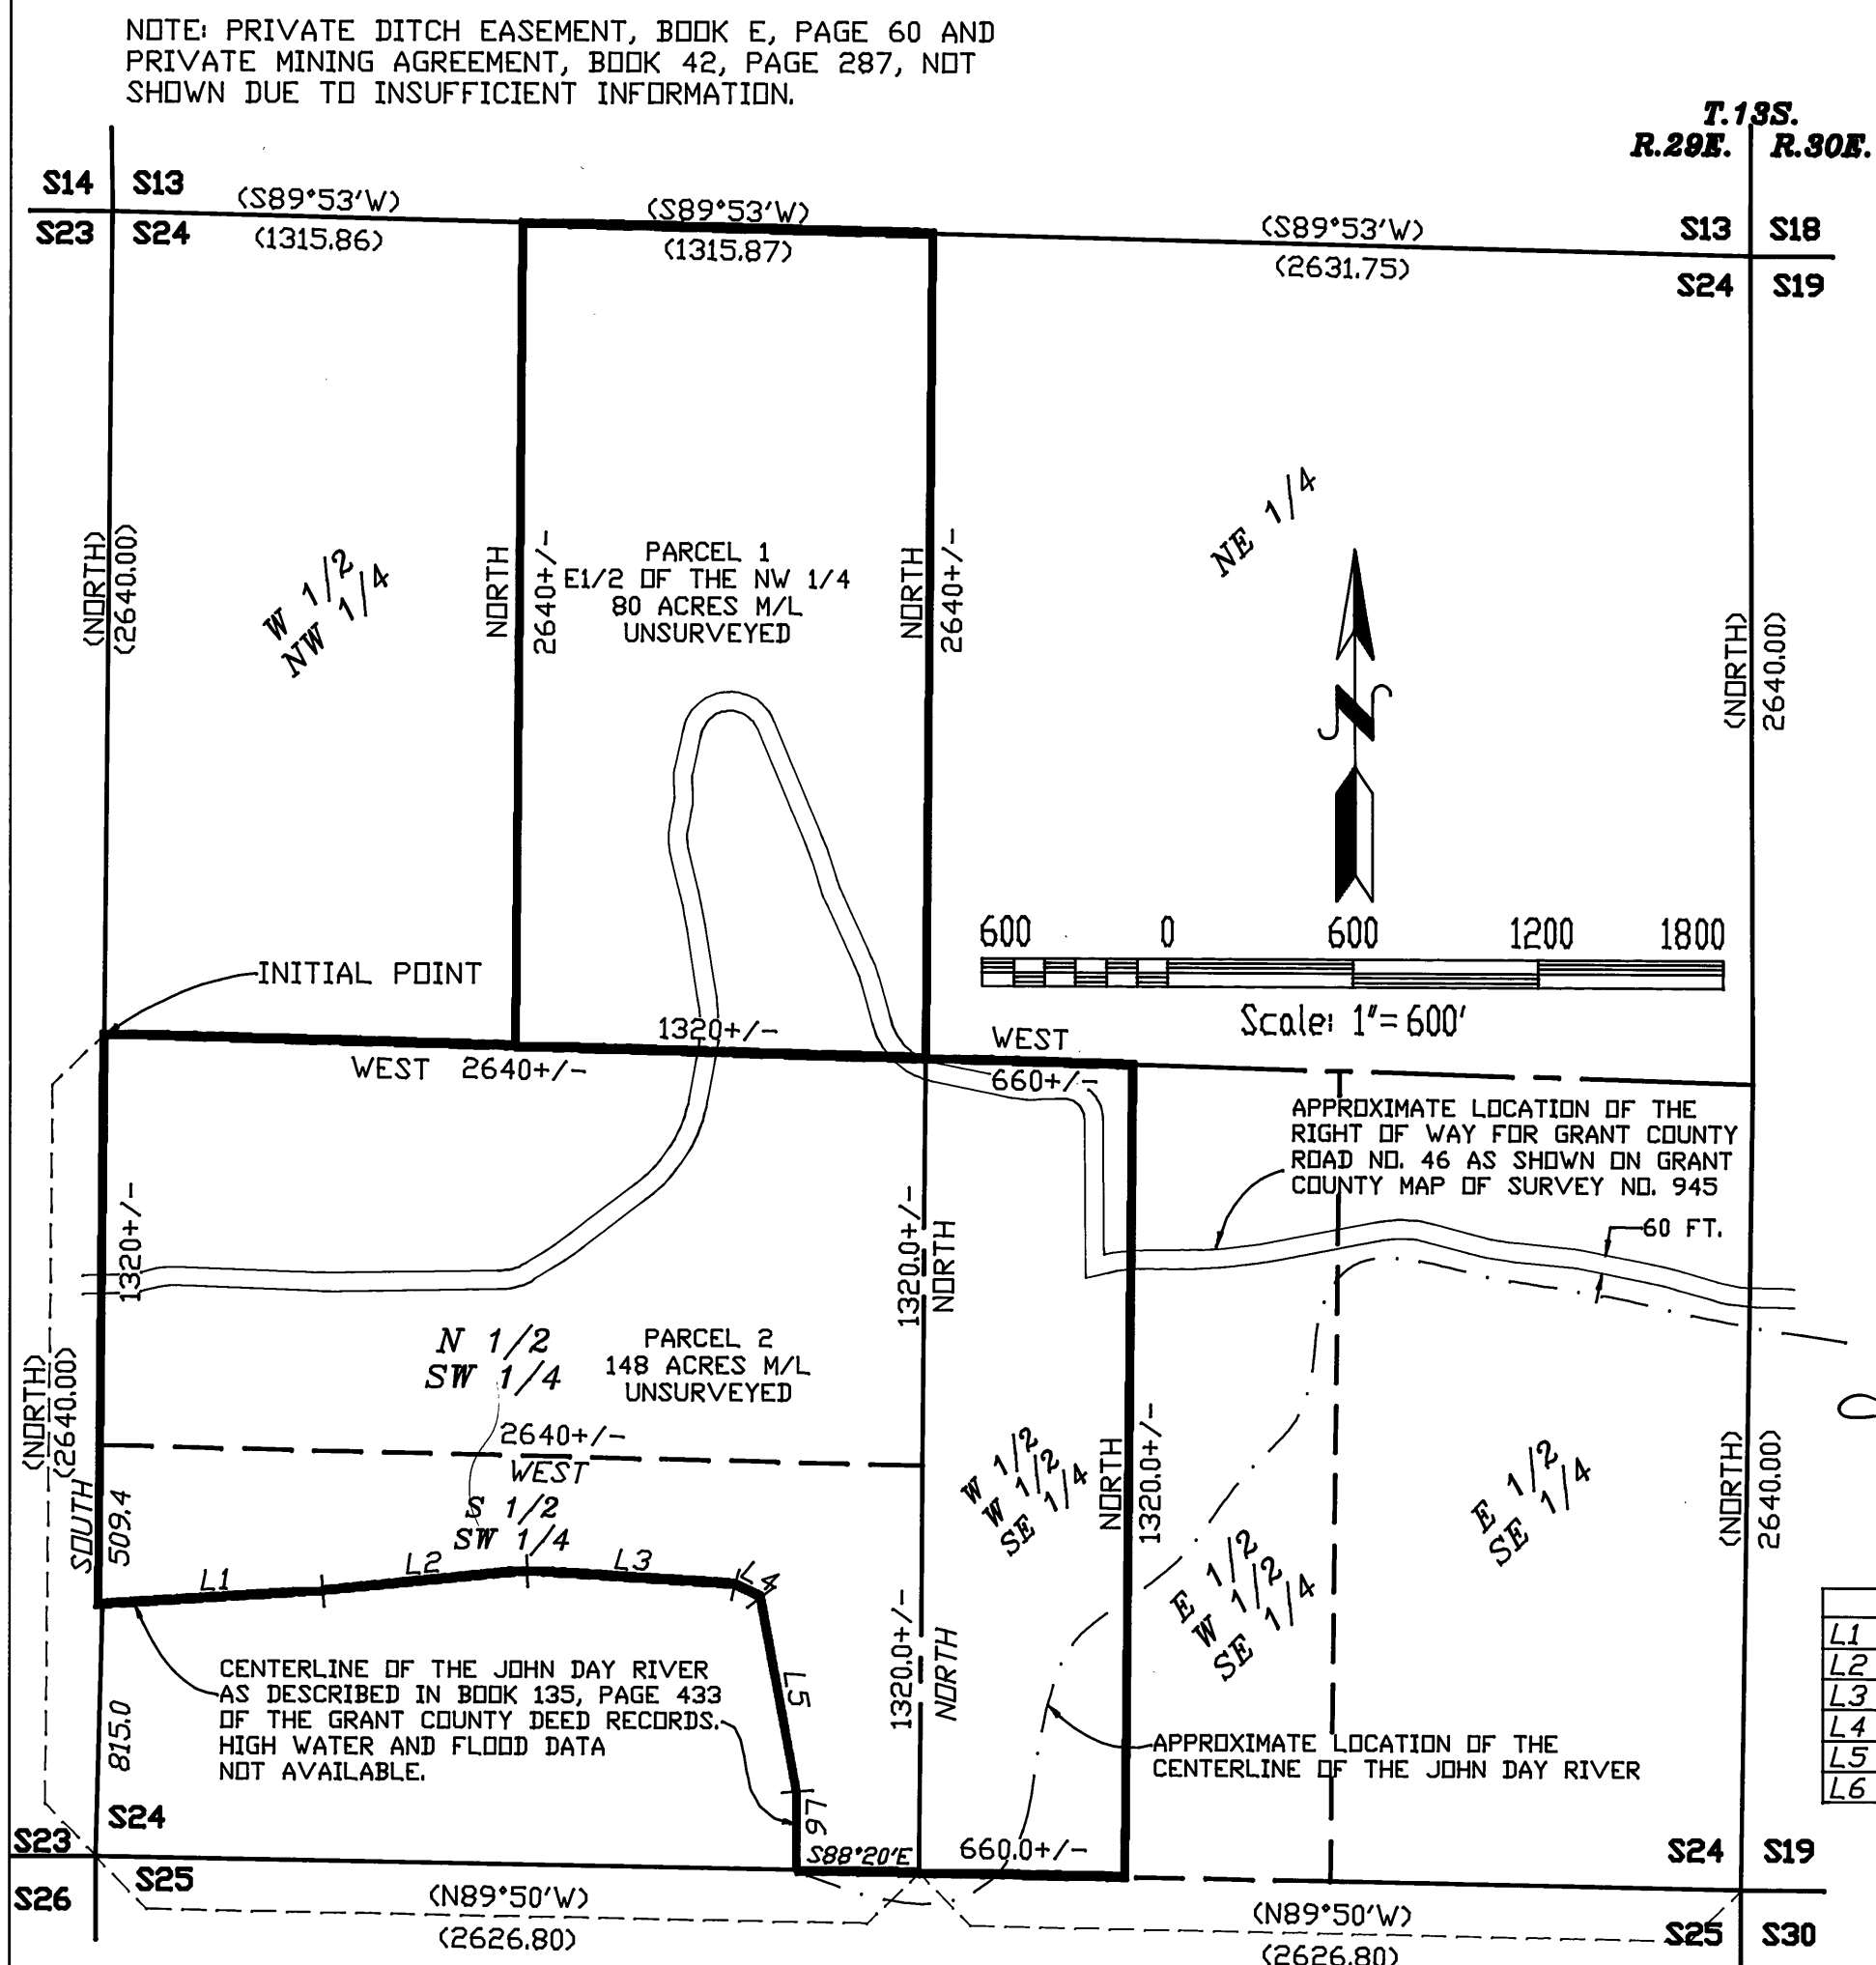 NOTE: PRIVATE DITCH EASEMENT, BOOK E, PAGE 60 AND
PRIVATE MINING AGREEMENT, BOOK 42, PAGE 287, NOT
SHOWN DUE TO INSUFFICIENT INFORMATION.
T.13S.
R.29E. R.30E.
S14 S13
S23 S24
(S89°53'W)
(1315.86)
(S89°53'W)
(1315.87)
(S89°53'W)
(2631.75)
S13 S18
S24 S19
(NORTH)
(2640.00)
W 1/2
NW 1/4
NORTH
2640+/-
PARCEL 1
E1/2 OF THE NW 1/4
80 ACRES M/L
UNSURVEYED
NORTH
2640+/-
NE 1/4
N
(NORTH)
2640.00)
600 0 600 1200 1800
Scale: 1"=600'
INITIAL POINT
1320+/-
WEST 2640+/-
WEST
660+/-
APPROXIMATE LOCATION OF THE
RIGHT OF WAY FOR GRANT COUNTY
ROAD NO. 46 AS SHOWN ON GRANT
COUNTY MAP OF SURVEY NO. 945
60 FT.
1320+/-
1320.0+/-
NORTH
N 1/2
SW 1/4
PARCEL 2
148 ACRES M/L
UNSURVEYED
(NORTH)
(2640.00)
2640+/-
WEST
S 1/2
SW 1/4
SOUTH
509.4
W 1/2
W 1/2
SE 1/4
NORTH
1320.0+/-
E 1/2
SE 1/4
(NORTH)
2640.00)
E 1/2
W 1/2
SE 1/4
L1
L2
L3
L4
L5
L6
1320.0+/-
NORTH
CENTERLINE OF THE JOHN DAY RIVER
AS DESCRIBED IN BOOK 135, PAGE 433
OF THE GRANT COUNTY DEED RECORDS.
HIGH WATER AND FLOOD DATA
NOT AVAILABLE.
815.0
APPROXIMATE LOCATION OF THE
CENTERLINE OF THE JOHN DAY RIVER
L1
L2
L3
L4
L5
L6
S23 S24
S26 S25
S88°20'E
660.0+/-
S24 S19
S25 S30
(N89°50'W)
(2626.80)
(N89°50'W)
(2626.80)